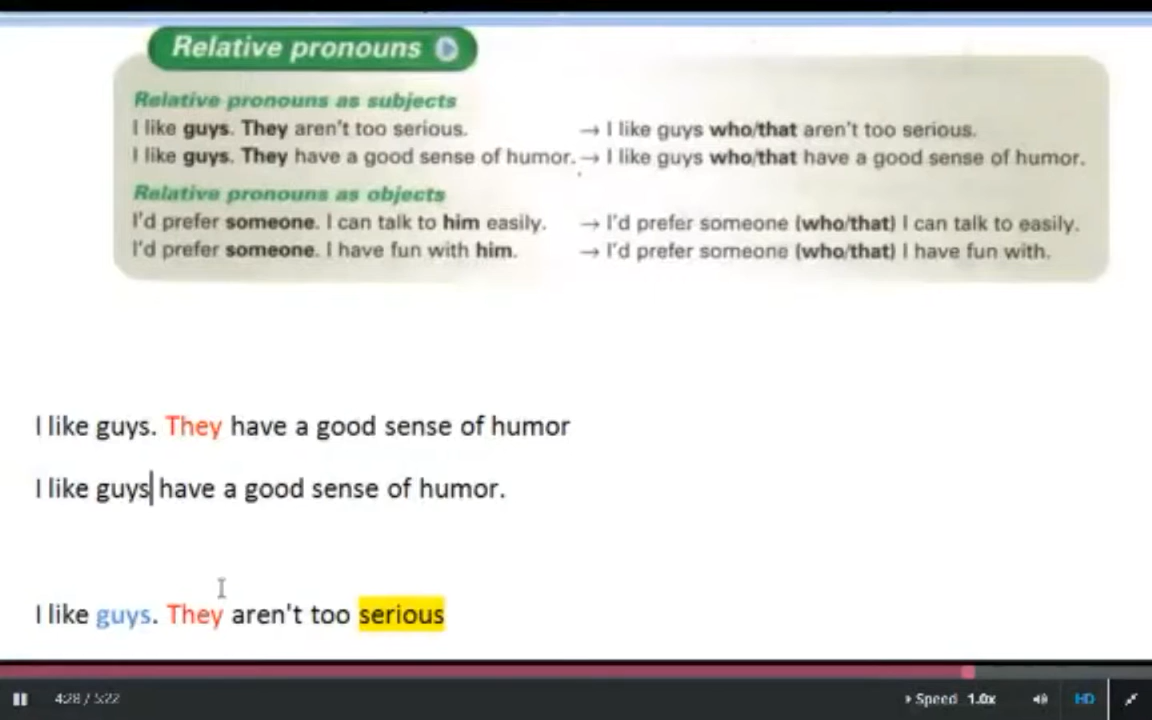 Relative pronouns
Relative pronouns as subjects
I like guys. They aren't too serious. → I like guys who/that aren't too serious.
I like guys. They have a good sense of humor. → I like guys who/that have a good sense of humor.
Relative pronouns as objects
I'd prefer someone. I can talk to him easily. → I'd prefer someone (who/that) I can talk to easily.
I'd prefer someone. I have fun with him. → I'd prefer someone (who/that) I have fun with.
I like guys. They have a good sense of humor
I like guys have a good sense of humor.
I like guys. They aren't too serious
4:28 / 5:22 Speed 1.0x HD